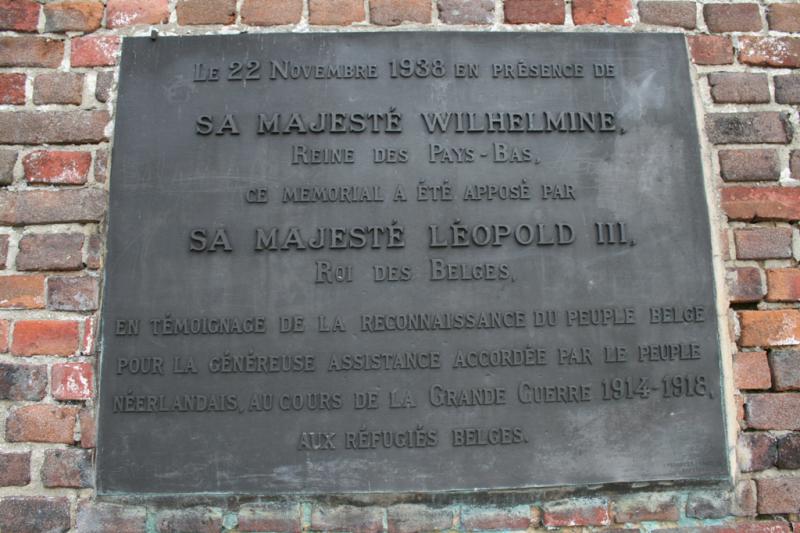 Le 22 Novembre 1938 en présence de
SA MAJESTÉ WILHELMINE,
Reine des Pays-Bas,
ce memorial a été apposé par
SA MAJESTÉ LÉOPOLD III,
Roi des Belges,
en témoignage de la reconnaissance du peuple belge
pour la généreuse assistance accordée par le peuple
néerlandais, au cours de la Grande Guerre 1914-1918,
aux réfugiés belges.